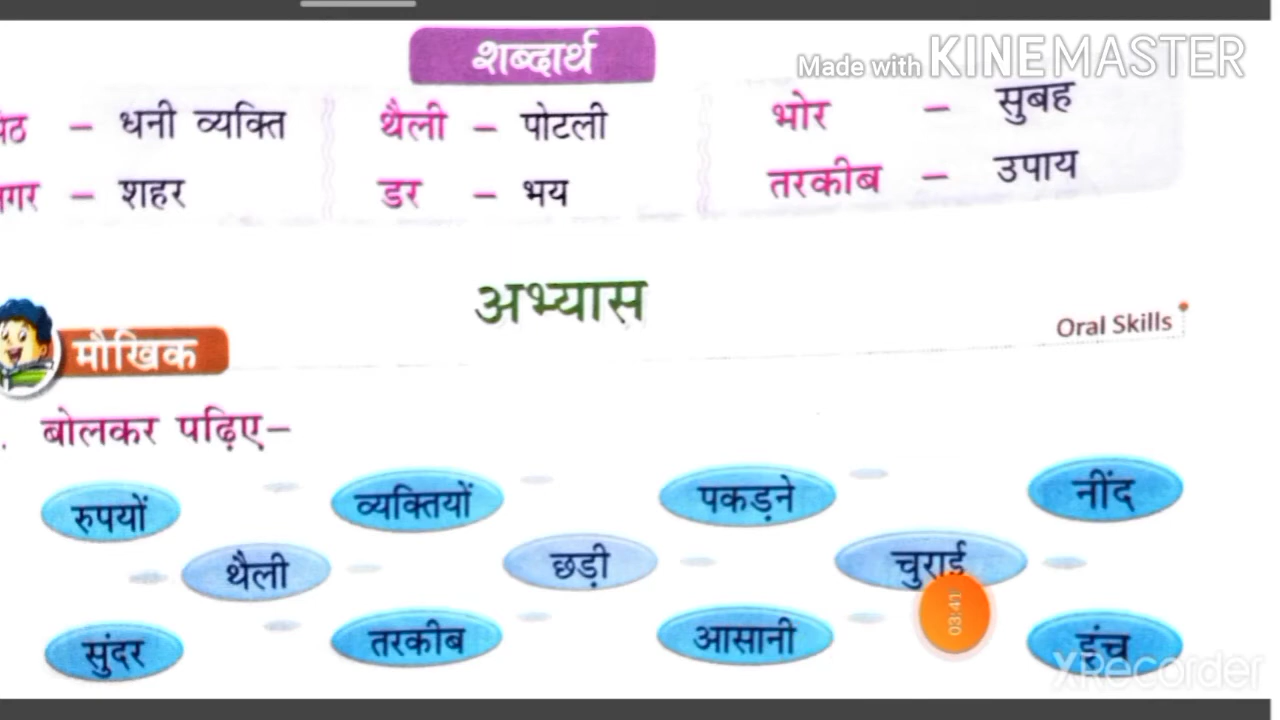 शब्दार्थ
Made with KINEMASTER
– धनी व्यक्ति थैली – पोटली भोर – सुबह
– शहर डर – भय तरकीब – उपाय
अभ्यास
मौखिक Oral Skills
. बोलकर पढ़िए–
रुपयों व्यक्तियों पकड़ने नींद
थैली छड़ी चुराई
03:41
सुंदर तरकीब आसानी इंच
XRecorder